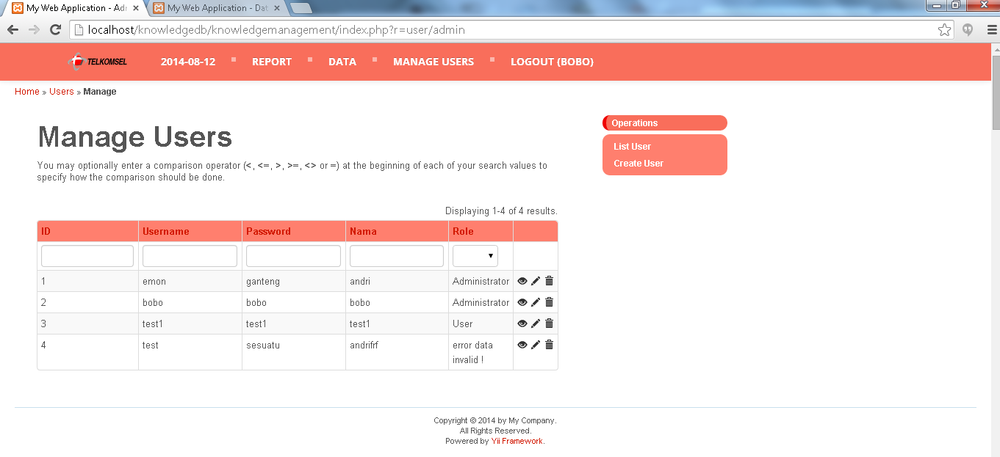 My Web Application - Adr
My Web Application - Dat
localhost/knowledgedb/knowledgemanagement/index.php?r=user/admin
TELKOMSEL 2014-08-12 REPORT DATA MANAGE USERS LOGOUT (BOBO)
Home » Users » Manage
Manage Users
You may optionally enter a comparison operator (<, <=, >, >=, <> or =) at the beginning of each of your search values to
specify how the comparison should be done.
Operations
List User
Create User
Displaying 1-4 of 4 results.
ID Username Password Nama Role
1 emon ganteng andri Administrator
2 bobo bobo bobo Administrator
3 test1 test1 test1 User
4 test sesuatu andrifrf error data
invalid !
Copyright © 2014 by My Company.
All Rights Reserved.
Powered by Yii Framework.